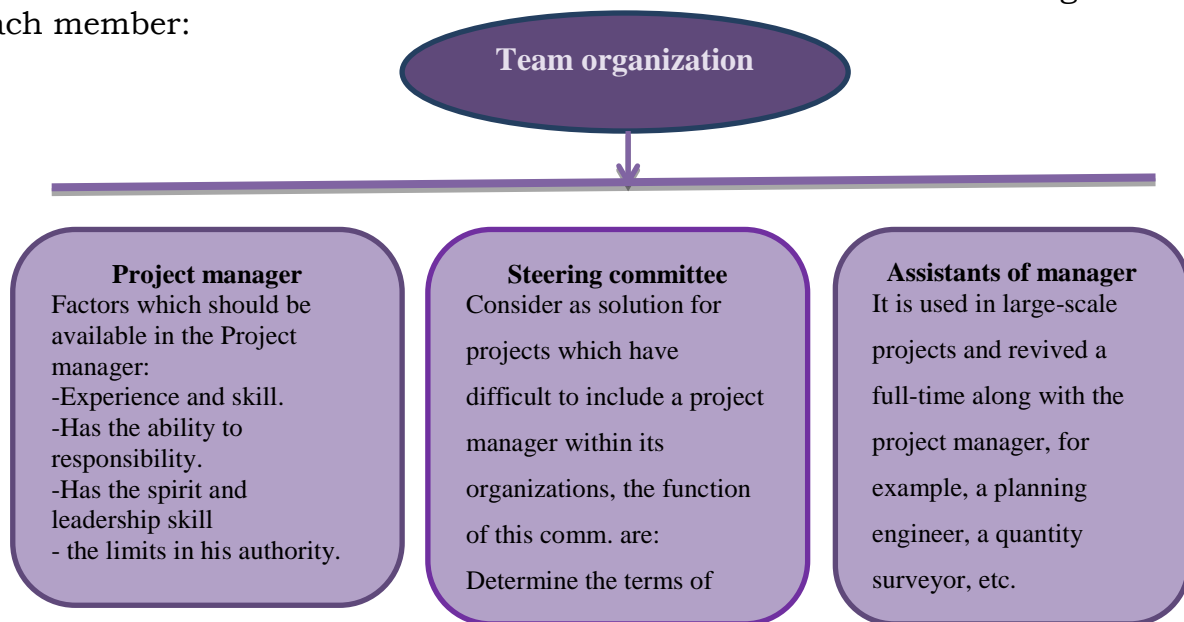 ach member:
Team organization
Project manager
Factors which should be
available in the Project
manager:
-Experience and skill.
-Has the ability to
responsibility.
-Has the spirit and
leadership skill
- the limits in his authority.
Steering committee
Consider as solution for
projects which have
difficult to include a project
manager within its
organizations, the function
of this comm. are:
Determine the terms of
Assistants of manager
It is used in large-scale
projects and revived a
full-time along with the
project manager, for
example, a planning
engineer, a quantity
surveyor, etc.